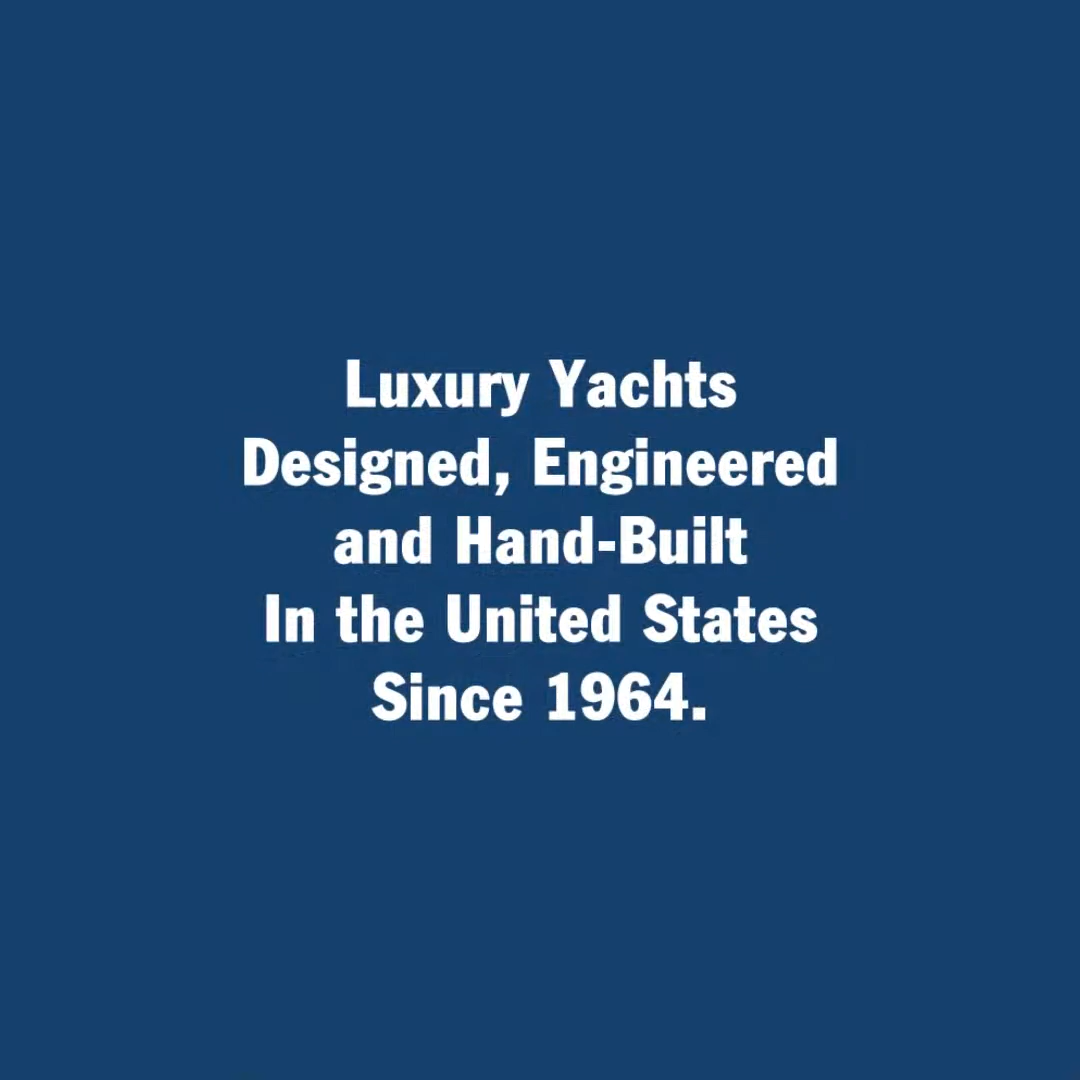 Luxury Yachts
Designed, Engineered
and Hand-Built
In the United States
Since 1964.